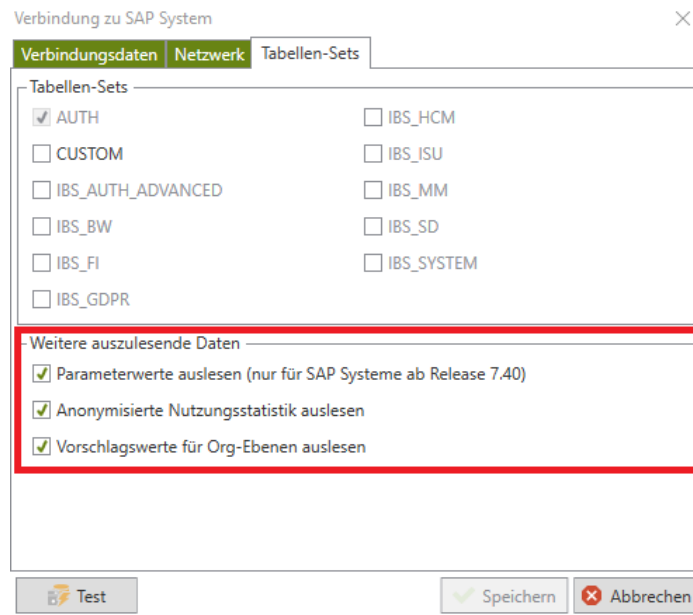 Verbindung zu SAP System
Verbindungsdaten Netzwerk Tabellen-Sets
Tabellen-Sets
AUTH IBS_HCM
CUSTOM IBS_ISU
IBS_AUTH_ADVANCED IBS_MM
IBS_BW IBS_SD
IBS_FI IBS_SYSTEM
IBS_GDPR
Weitere auszulesende Daten
Parameterwerte auslesen (nur für SAP Systeme ab Release 7.40)
Anonymisierte Nutzungsstatistik auslesen
Vorschlagswerte für Org-Ebenen auslesen
Test Speichern Abbrechen